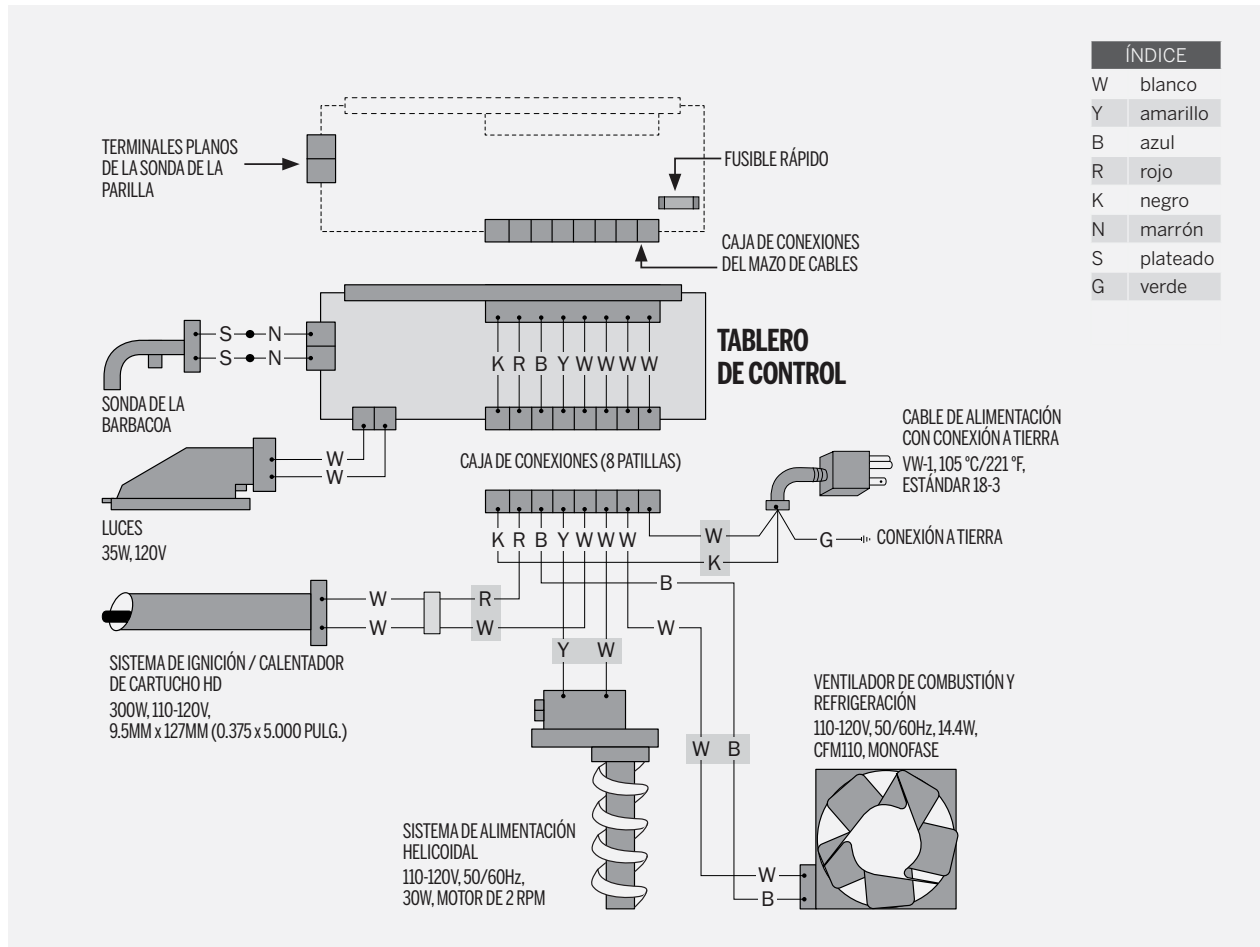 ÍNDICE
W blanco
Y amarillo
B azul
R rojo
K negro
N marrón
S plateado
G verde
TERMINALES PLANOS
DE LA SONDA DE LA
PARILLA
FUSIBLE RÁPIDO
CAJA DE CONEXIONES
DEL MAZO DE CABLES
TABLERO
DE CONTROL
S N
S N
K R B Y W W W W
SONDA DE LA
BARBACOA
W
W
LUCES
35W, 120V
CAJA DE CONEXIONES (8 PATILLAS)
CABLE DE ALIMENTACIÓN
CON CONEXIÓN A TIERRA
VW-1, 105 °C/221 °F,
ESTÁNDAR 18-3
K R B Y W W W
W
K
G CONEXIÓN A TIERRA
B
W R
W W
W
Y W
SISTEMA DE IGNICIÓN / CALENTADOR
DE CARTUCHO HD
300W, 110-120V,
9.5MM x 127MM (0.375 x 5.000 PULG.)
VENTILADOR DE COMBUSTIÓN Y
REFRIGERACIÓN
110-120V, 50/60Hz, 14.4W,
CFM110, MONOFASE
W B
SISTEMA DE ALIMENTACIÓN
HELICOIDAL
110-120V, 50/60Hz,
30W, MOTOR DE 2 RPM
W
B